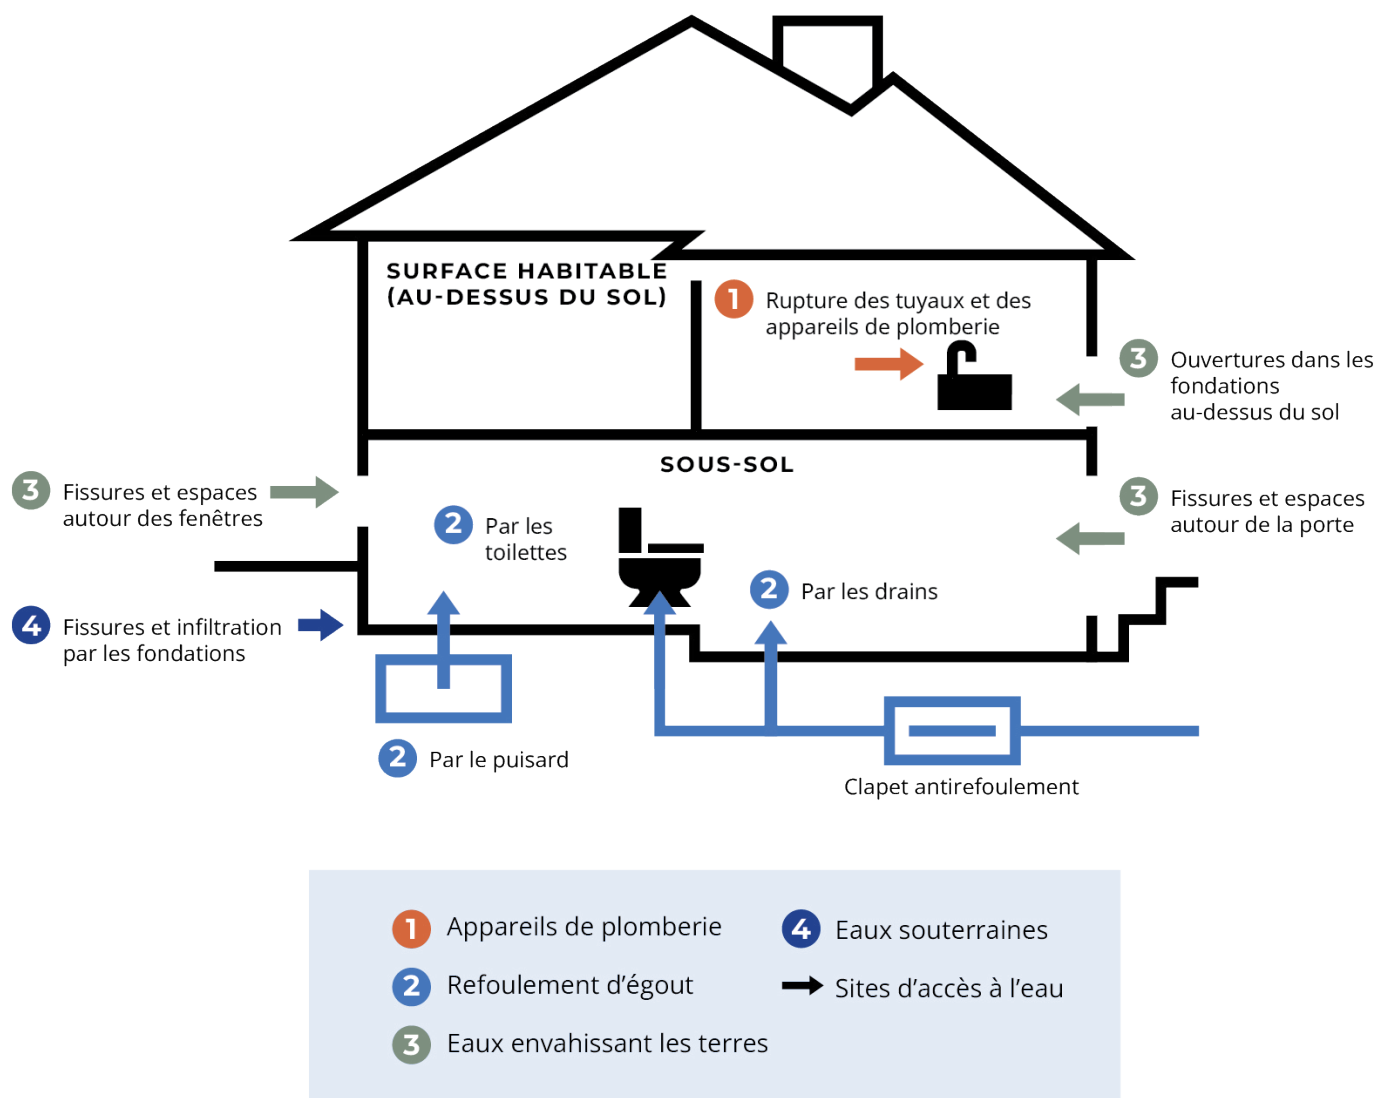 SURFACE HABITABLE
(AU-DESSUS DU SOL)
1 Rupture des tuyaux et des
appareils de plomberie
3 Ouvertures dans les
fondations
au-dessus du sol
SOUS-SOL
3 Fissures et espaces
autour des fenêtres
2 Par les
toilettes
3 Fissures et espaces
autour de la porte
2 Par les drains
4 Fissures et infiltration
par les fondations
2 Par le puisard
Clapet antirefoulement
1 Appareils de plomberie
2 Refoulement d’égout
3 Eaux envahissant les terres
4 Eaux souterraines
Sites d’accès à l’eau